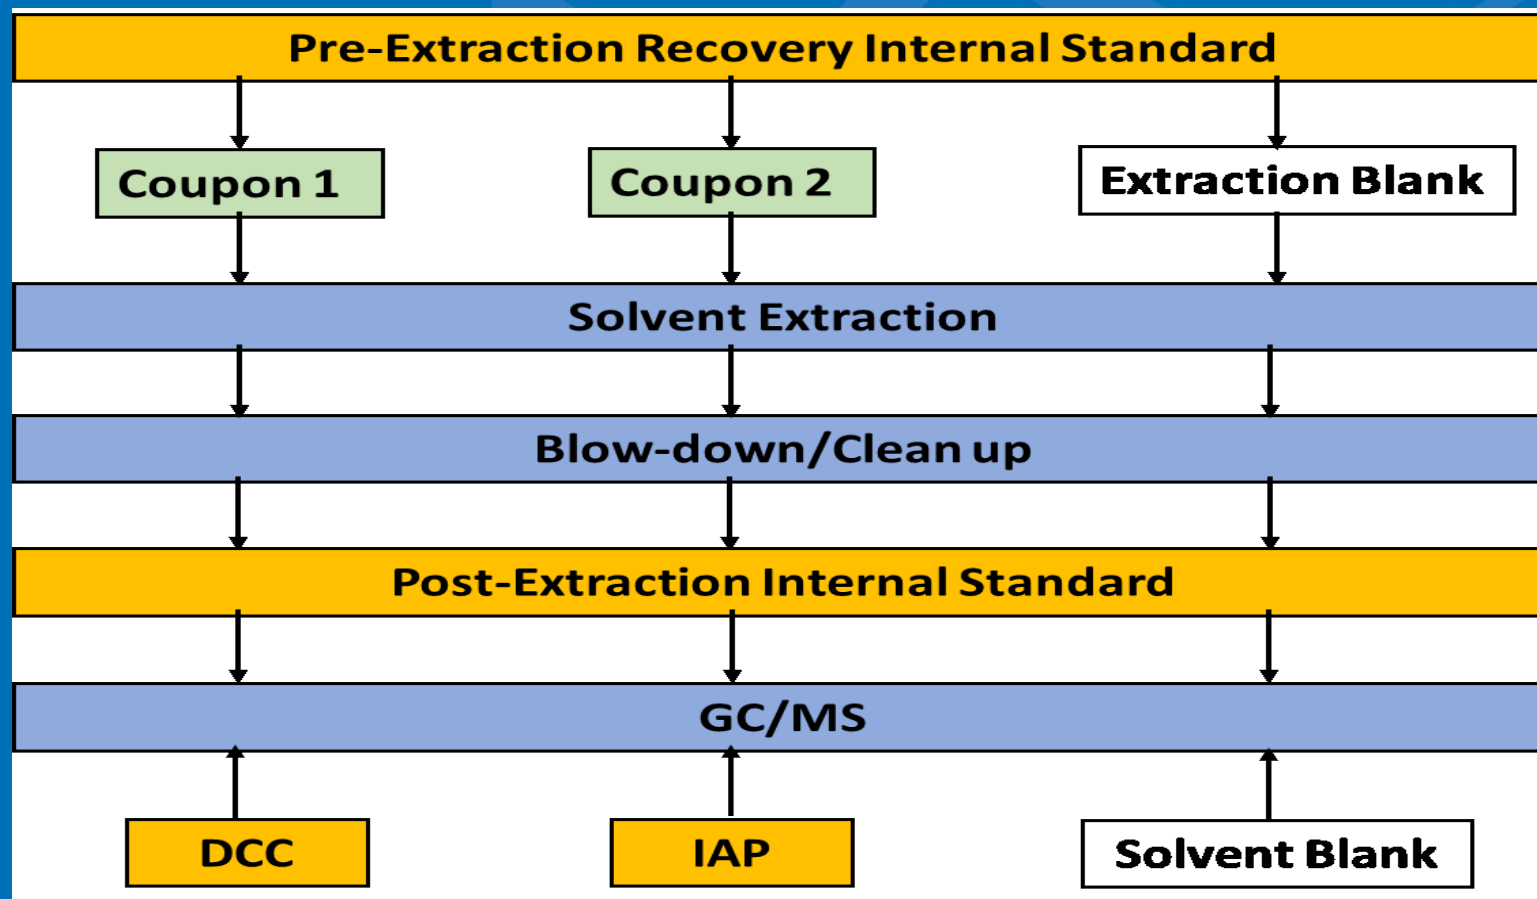 Pre-Extraction Recovery Internal Standard
Coupon 1
Coupon 2
Extraction Blank
Solvent Extraction
Blow-down/Clean up
Post-Extraction Internal Standard
GC/MS
DCC
IAP
Solvent Blank